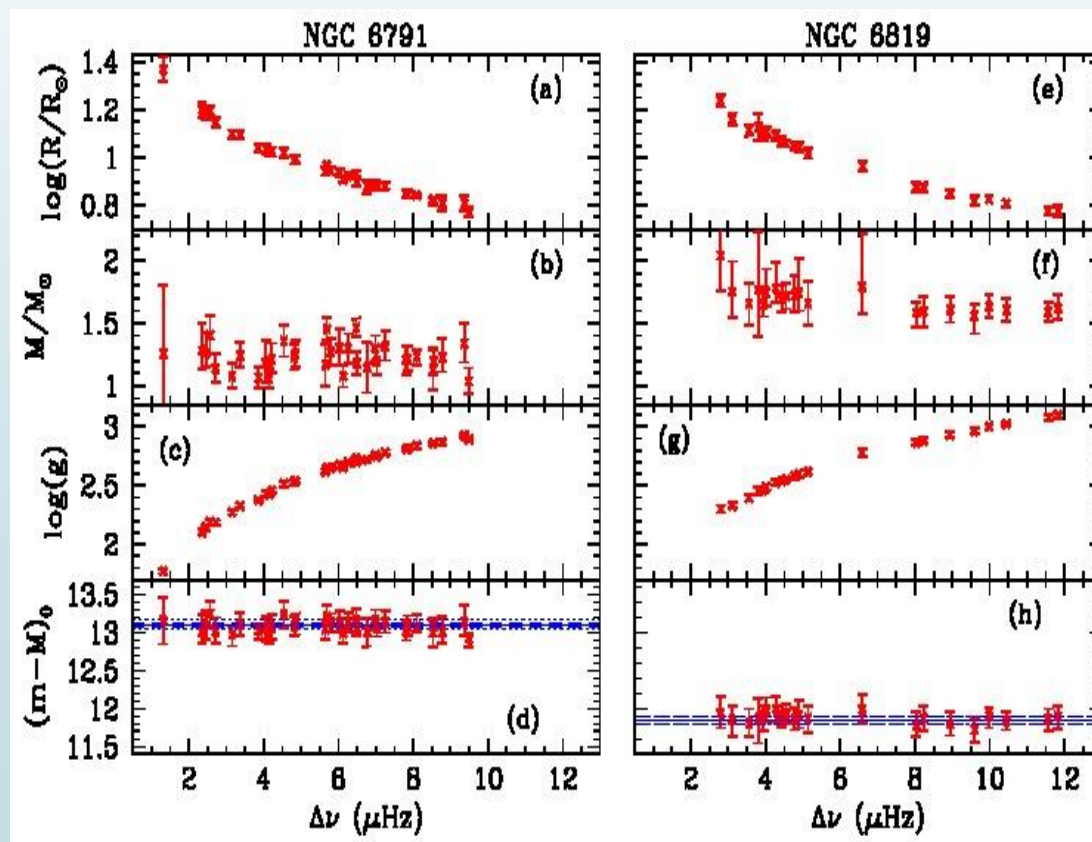 NGC 6791
NGC 6819
log(R/R⊙)
1.4
1.2
1
0.8
(a)
(e)
M/M⊙
2
1.5
1
(b)
(f)
log(g)
3
2.5
2
(c)
(g)
(m-M)₀
13.5
13
12.5
12
11.5
(d)
(h)
2 4 6 8 10 12
2 4 6 8 10 12
Δν (μHz)
Δν (μHz)